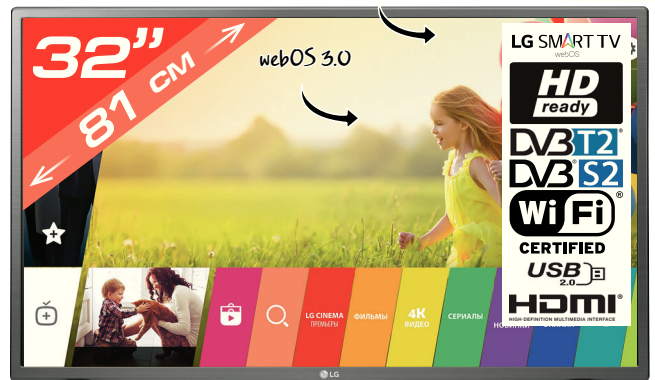 32”
81 СМ
webOS 3.0
LG SMART TV
webOS
HD
ready
DVB T2
DVB S2
Wi Fi
CERTIFIED
USB
2.0
HDMI
HIGH-DEFINITION MULTIMEDIA INTERFACE
LG CINEMA
ПРЕМЬЕРЫ
ФИЛЬМЫ
4K
ВИДЕО
СЕРИАЛЫ
LG